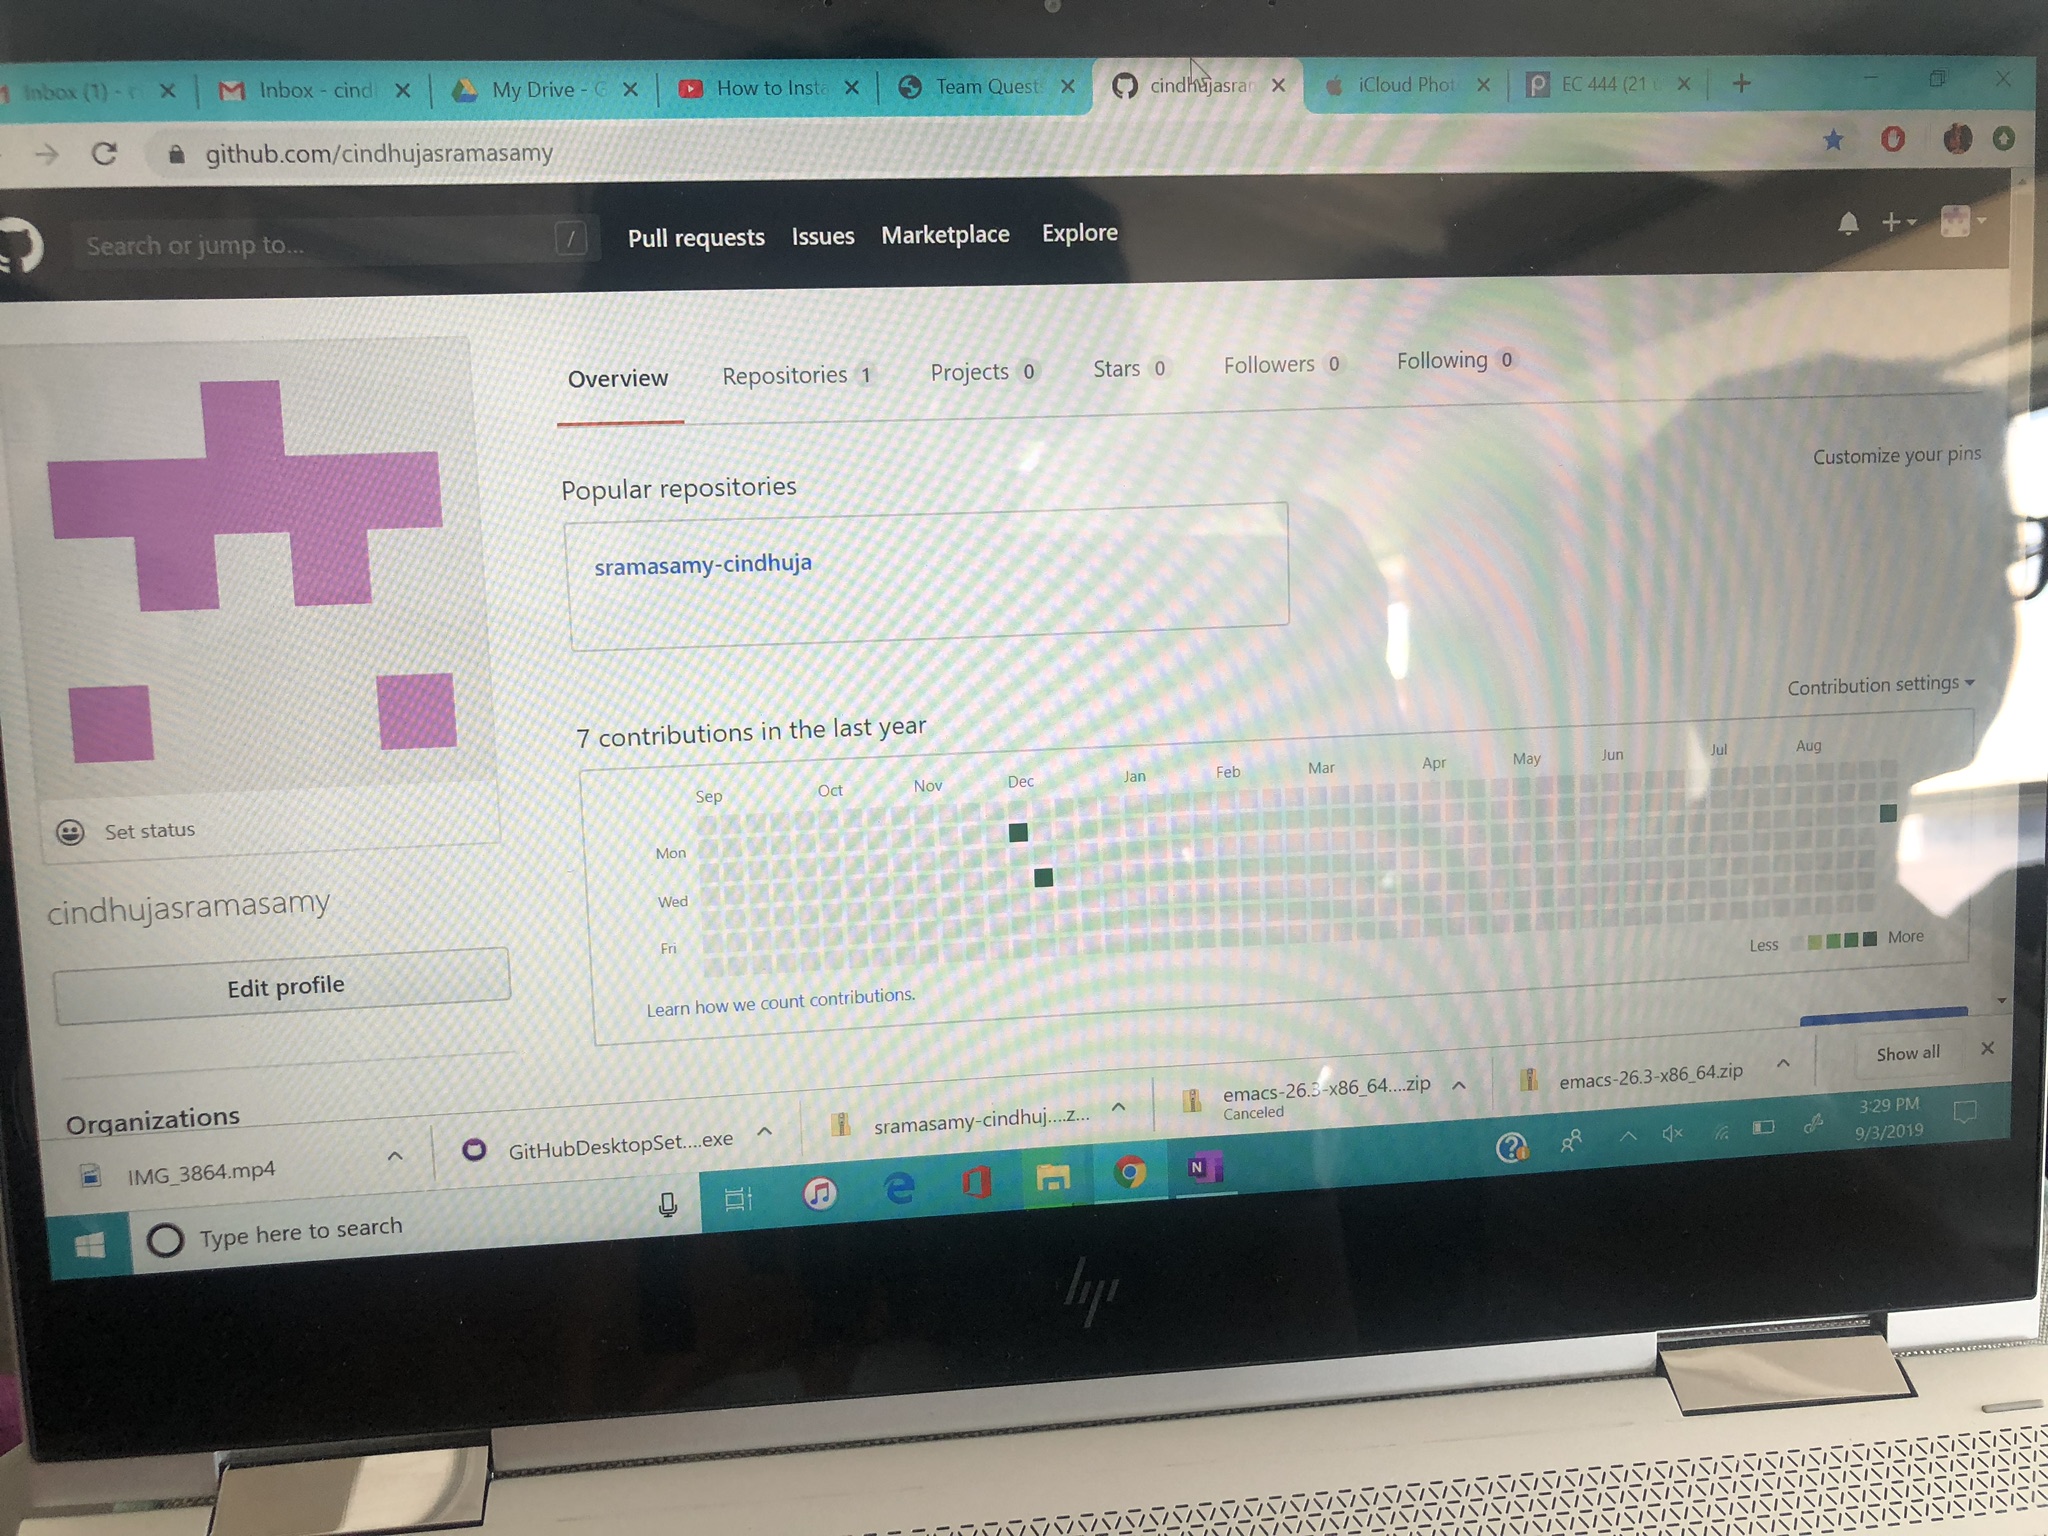 Inbox (1) -
Inbox - cind
My Drive - G
How to Insta
Team Quest
cindhujasrar
iCloud Phot
EC 444 (21
github.com/cindhujasramasamy
Search or jump to...
/
Pull requests
Issues
Marketplace
Explore
Overview
Repositories 1
Projects 0
Stars 0
Followers 0
Following 0
Customize your pins
Popular repositories
sramasamy-cindhuja
Contribution settings
7 contributions in the last year
Sep Oct Nov Dec Jan Feb Mar Apr May Jun Jul Aug
Mon
Wed
Fri
Less
More
Learn how we count contributions.
Set status
cindhujasramasamy
Edit profile
Organizations
IMG_3864.mp4
GitHubDesktopSet....exe
sramasamy-cindhuj....z...
emacs-26.3-x86_64....zip
Canceled
emacs-26.3-x86_64.zip
Show all
Type here to search
3:29 PM
9/3/2019
hp